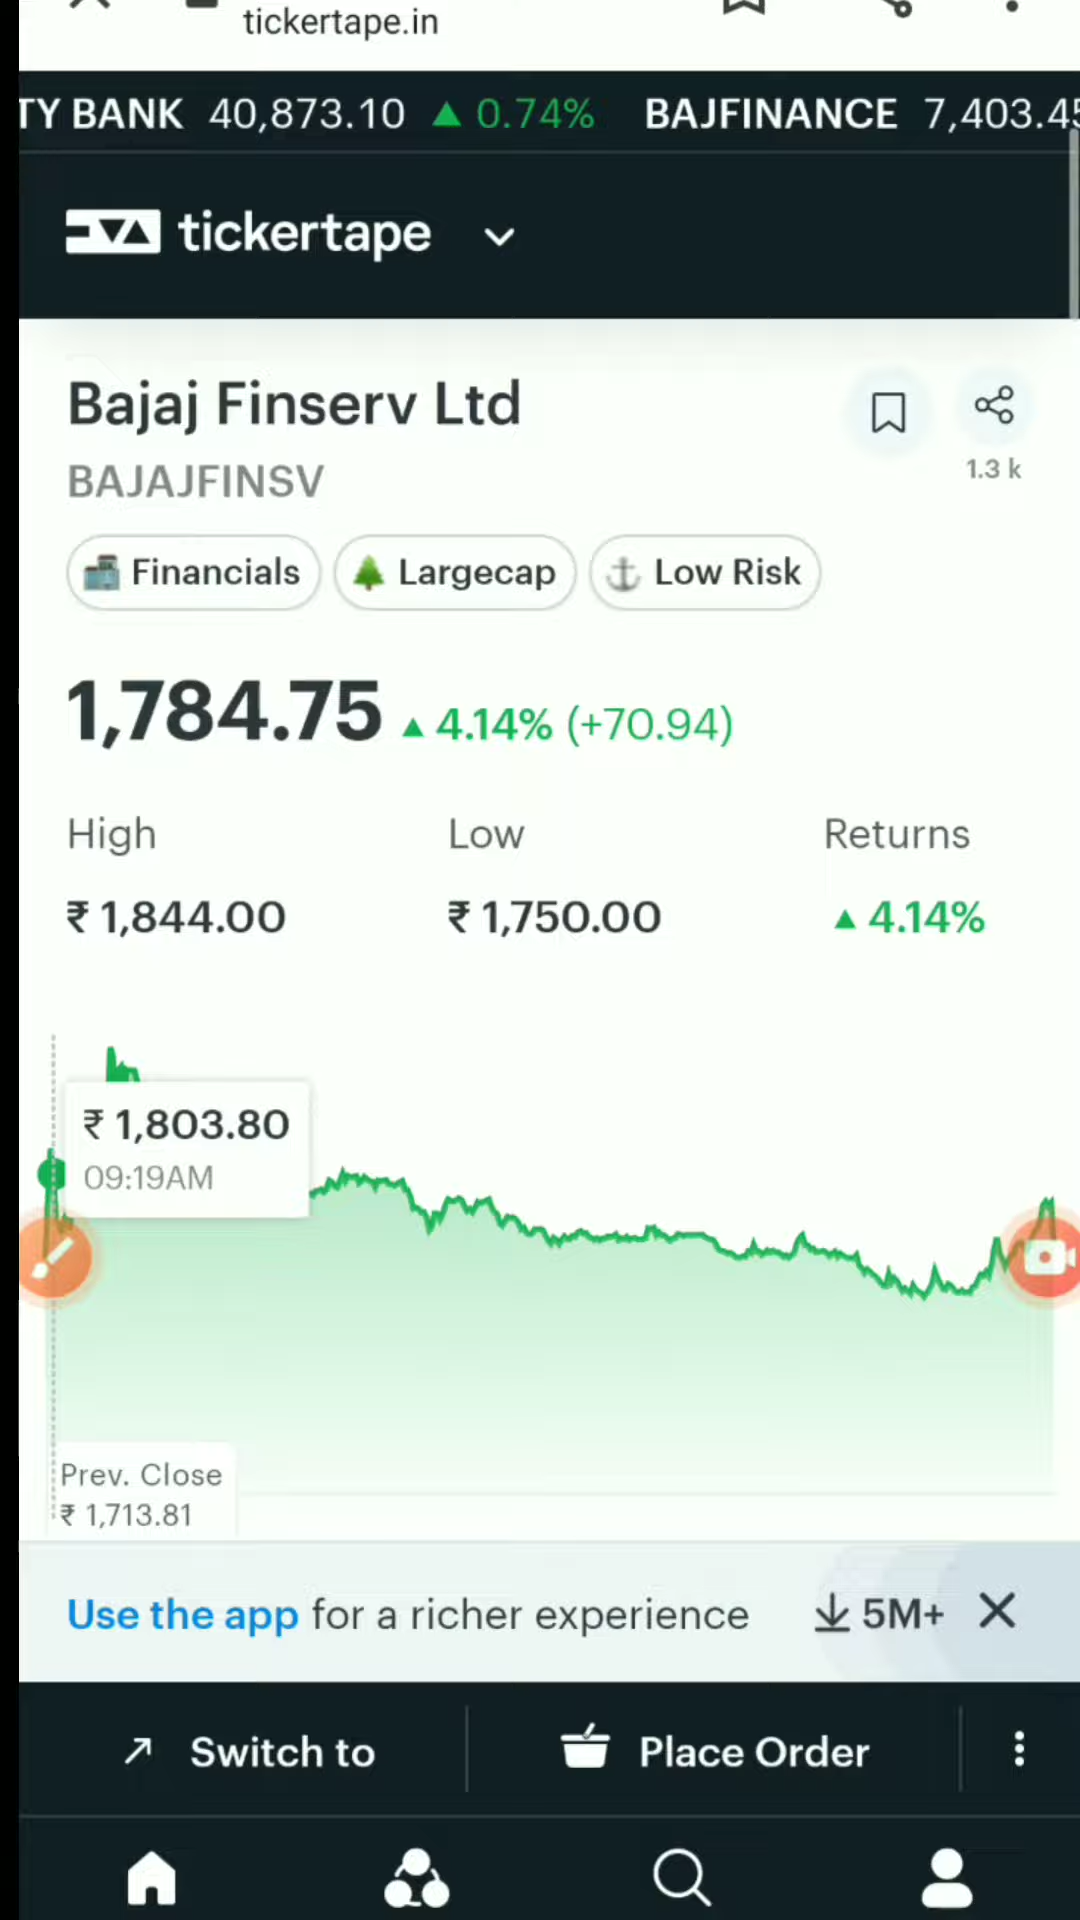 tickertape.in
TY BANK 40,873.10 ▲ 0.74% BAJFINANCE 7,403.45
tickertape
Bajaj Finserv Ltd
BAJAJFINSV
1.3 k
Financials Largecap Low Risk
1,784.75 ▲ 4.14% (+70.94)
High Low Returns
₹ 1,844.00 ₹ 1,750.00 ▲ 4.14%
₹ 1,803.80
09:19AM
Prev. Close
₹ 1,713.81
Use the app for a richer experience 5M+
Switch to Place Order